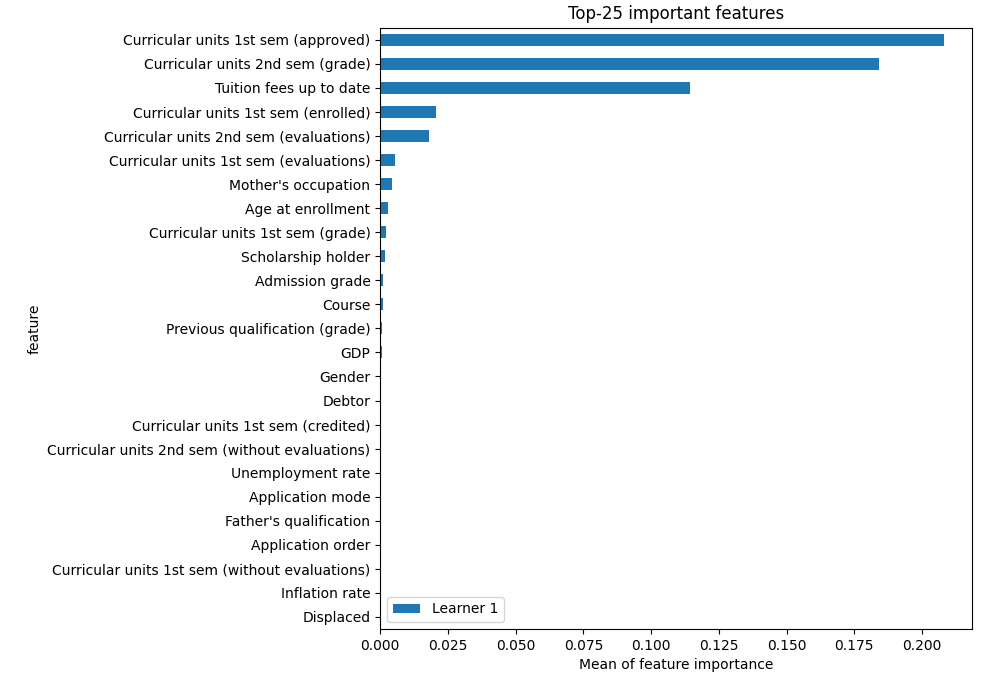 Top-25 important features
Curricular units 1st sem (approved)
Curricular units 2nd sem (grade)
Tuition fees up to date
Curricular units 1st sem (enrolled)
Curricular units 2nd sem (evaluations)
Curricular units 1st sem (evaluations)
Mother's occupation
Age at enrollment
Curricular units 1st sem (grade)
Scholarship holder
Admission grade
Course
Previous qualification (grade)
GDP
Gender
Debtor
Curricular units 1st sem (credited)
Curricular units 2nd sem (without evaluations)
Unemployment rate
Application mode
Father's qualification
Application order
Curricular units 1st sem (without evaluations)
Inflation rate
Displaced
feature
Learner 1
0.000 0.025 0.050 0.075 0.100 0.125 0.150 0.175 0.200
Mean of feature importance